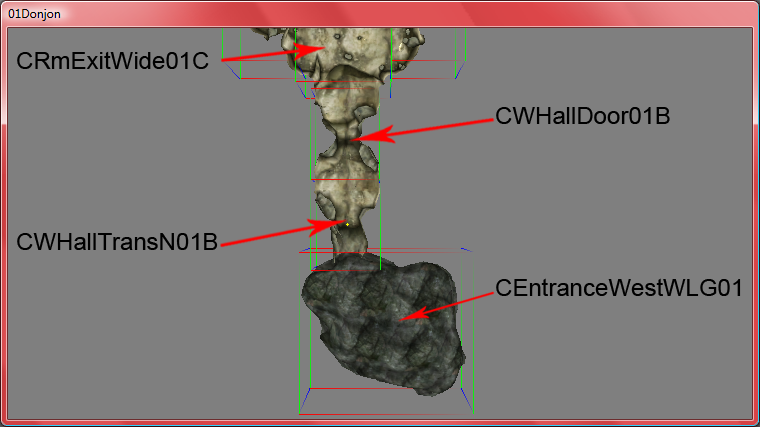 01Donjon
CRmExitWide01C
CWHallDoor01B
CWHallTransN01B
CEntranceWestWLG01